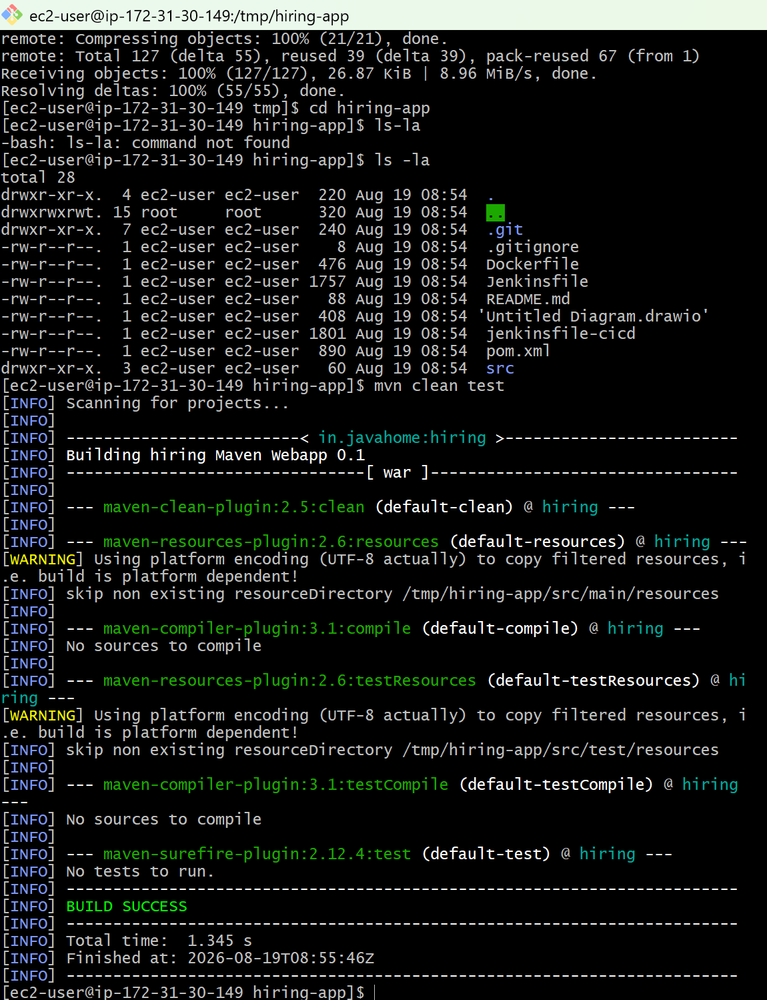 ec2-user@ip-172-31-30-149:/tmp/hiring-app
remote: Compressing objects: 100% (21/21), done.
remote: Total 127 (delta 55), reused 39 (delta 39), pack-reused 67 (from 1)
Receiving objects: 100% (127/127), 26.87 KiB | 8.96 MiB/s, done.
Resolving deltas: 100% (55/55), done.
[ec2-user@ip-172-31-30-149 tmp]$ cd hiring-app
[ec2-user@ip-172-31-30-149 hiring-app]$ ls-la
-bash: ls-la: command not found
[ec2-user@ip-172-31-30-149 hiring-app]$ ls -la
total 28
drwxr-xr-x.  4 ec2-user ec2-user  220 Aug 19 08:54  .
drwxrwxrwt. 15 root     root      320 Aug 19 08:54  ..
drwxr-xr-x.  7 ec2-user ec2-user  240 Aug 19 08:54  .git
-rw-r--r--.  1 ec2-user ec2-user    8 Aug 19 08:54  .gitignore
-rw-r--r--.  1 ec2-user ec2-user  476 Aug 19 08:54  Dockerfile
-rw-r--r--.  1 ec2-user ec2-user 1757 Aug 19 08:54  Jenkinsfile
-rw-r--r--.  1 ec2-user ec2-user   88 Aug 19 08:54  README.md
-rw-r--r--.  1 ec2-user ec2-user  408 Aug 19 08:54 'Untitled Diagram.drawio'
-rw-r--r--.  1 ec2-user ec2-user 1801 Aug 19 08:54  jenkinsfile-cicd
-rw-r--r--.  1 ec2-user ec2-user  890 Aug 19 08:54  pom.xml
drwxr-xr-x.  3 ec2-user ec2-user   60 Aug 19 08:54  src
[ec2-user@ip-172-31-30-149 hiring-app]$ mvn clean test
[INFO] Scanning for projects...
[INFO]
[INFO] -------------------------< in.javahome:hiring >-------------------------
[INFO] Building hiring Maven Webapp 0.1
[INFO] --------------------------------[ war ]---------------------------------
[INFO]
[INFO] --- maven-clean-plugin:2.5:clean (default-clean) @ hiring ---
[INFO]
[INFO] --- maven-resources-plugin:2.6:resources (default-resources) @ hiring ---
[WARNING] Using platform encoding (UTF-8 actually) to copy filtered resources, i
.e. build is platform dependent!
[INFO] skip non existing resourceDirectory /tmp/hiring-app/src/main/resources
[INFO]
[INFO] --- maven-compiler-plugin:3.1:compile (default-compile) @ hiring ---
[INFO] No sources to compile
[INFO]
[INFO] --- maven-resources-plugin:2.6:testResources (default-testResources) @ hi
ring ---
[WARNING] Using platform encoding (UTF-8 actually) to copy filtered resources, i
.e. build is platform dependent!
[INFO] skip non existing resourceDirectory /tmp/hiring-app/src/test/resources
[INFO]
[INFO] --- maven-compiler-plugin:3.1:testCompile (default-testCompile) @ hiring
---
[INFO] No sources to compile
[INFO]
[INFO] --- maven-surefire-plugin:2.12.4:test (default-test) @ hiring ---
[INFO] No tests to run.
[INFO] ------------------------------------------------------------------------
[INFO] BUILD SUCCESS
[INFO] ------------------------------------------------------------------------
[INFO] Total time:  1.345 s
[INFO] Finished at: 2026-08-19T08:55:46Z
[INFO] ------------------------------------------------------------------------
[ec2-user@ip-172-31-30-149 hiring-app]$